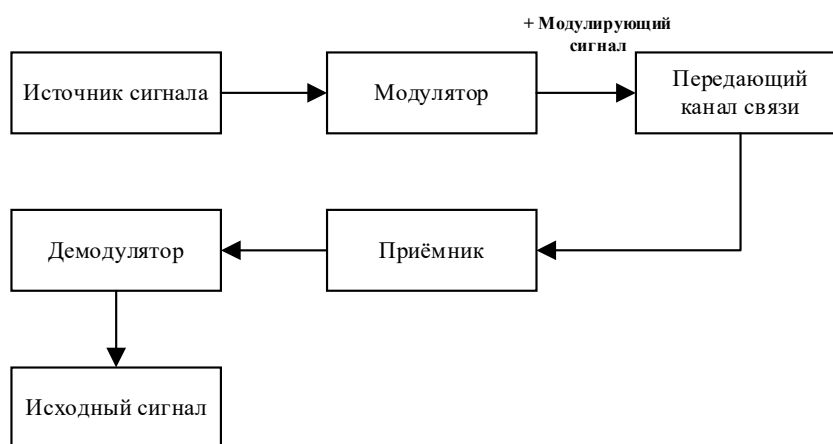 Источник сигнала
Модулятор
+ Модулирующий
сигнал
Передающий
канал связи
Демодулятор
Приёмник
Исходный сигнал